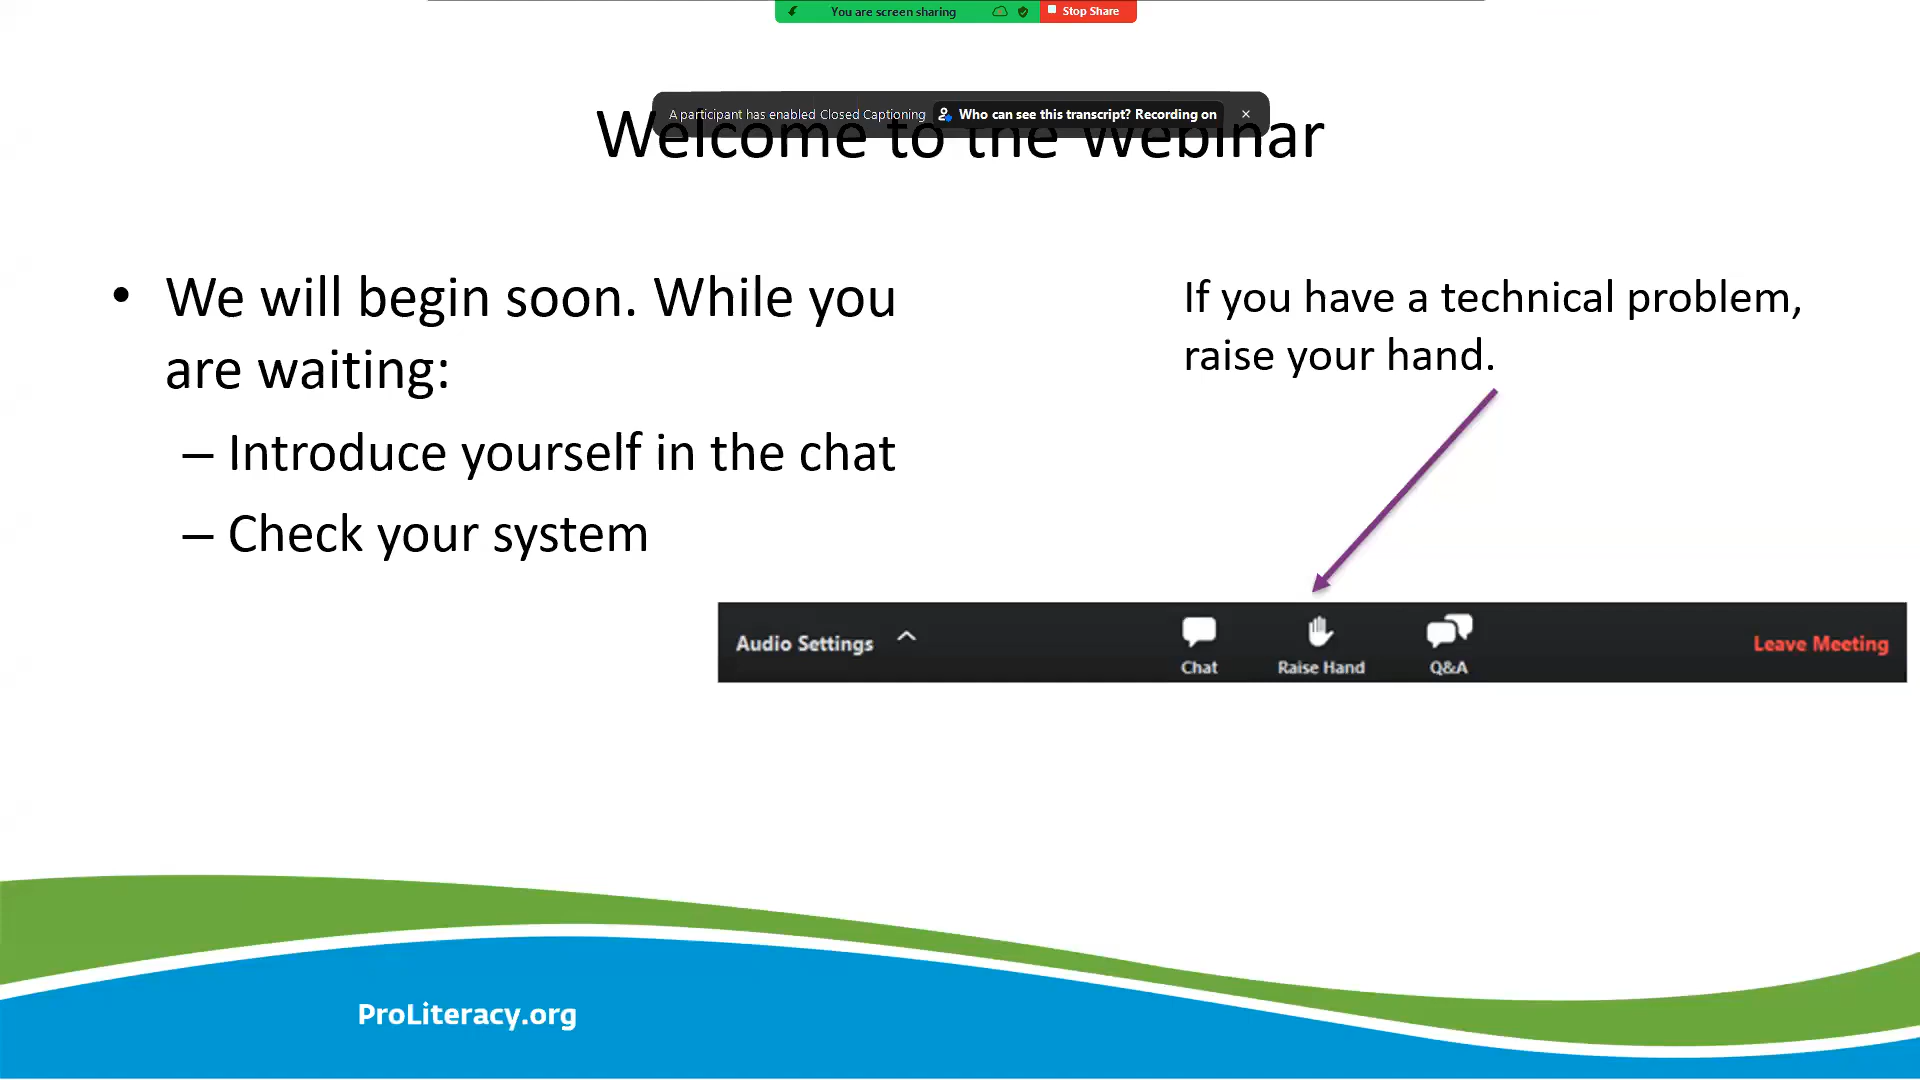 You are screen sharing
Stop Share
A participant has enabled Closed Captioning Who can see this transcript? Recording on
Welcome to the Webinar
• We will begin soon. While you
are waiting:
– Introduce yourself in the chat
– Check your system
If you have a technical problem,
raise your hand.
Audio Settings
Chat
Raise Hand
Q&A
Leave Meeting
ProLiteracy.org